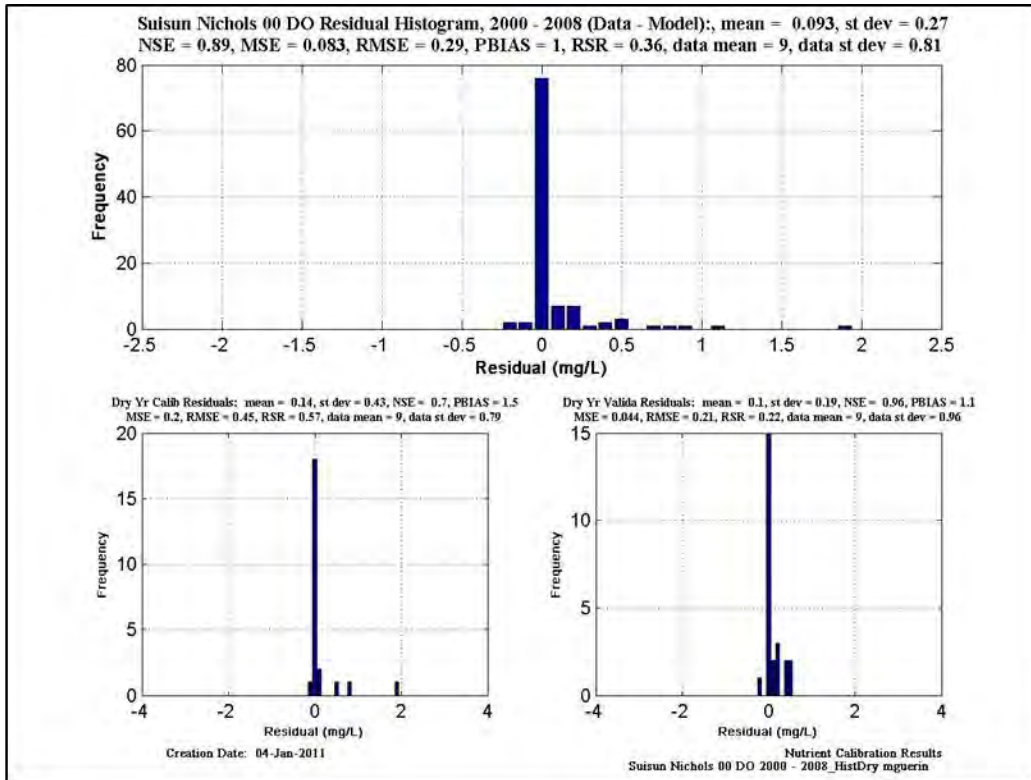 Suisun Nichols 00 DO Residual Histogram, 2000 - 2008 (Data - Model):, mean = 0.093, st dev = 0.27
NSE = 0.89, MSE = 0.083, RMSE = 0.29, PBIAS = 1, RSR = 0.36, data mean = 9, data st dev = 0.81
80
60
40
20
0
Frequency
-2.5 -2 -1.5 -1 -0.5 0 0.5 1 1.5 2 2.5
Residual (mg/L)
Dry Yr Calib Residuals: mean = 0.14, st dev = 0.43, NSE = 0.7, PBIAS = 1.5
MSE = 0.2, RMSE = 0.45, RSR = 0.57, data mean = 9, data st dev = 0.79
20
15
10
5
0
Frequency
-4 -2 0 2 4
Residual (mg/L)
Dry Yr Valida Residuals: mean = 0.1, st dev = 0.19, NSE = 0.96, PBIAS = 1.1
MSE = 0.044, RMSE = 0.21, RSR = 0.22, data mean = 9, data st dev = 0.96
15
10
5
0
Frequency
-4 -2 0 2 4
Residual (mg/L)
Creation Date: 04-Jan-2011
Nutrient Calibration Results
Suisun Nichols 00 DO 2000 - 2008_HistDry mguerin